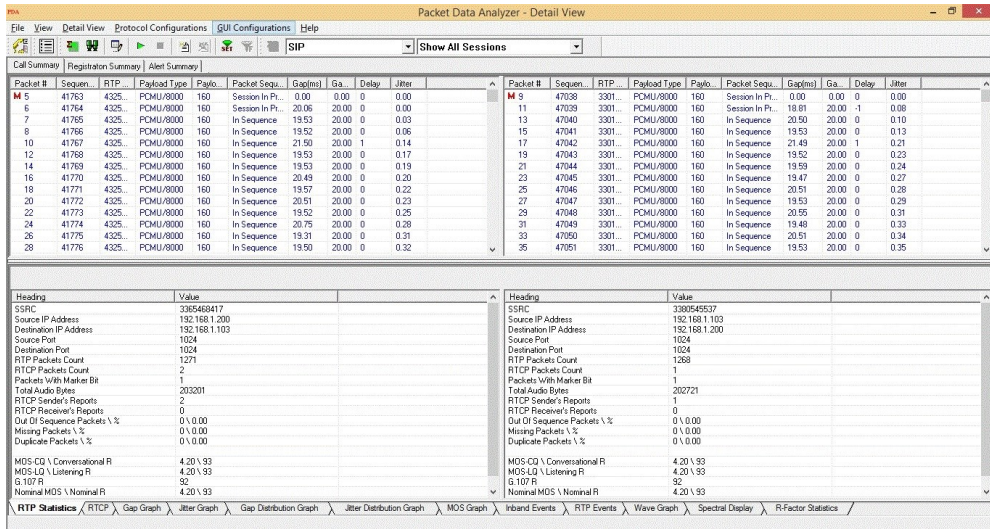 PDA Packet Data Analyzer - Detail View
File View Detail View Protocol Configurations GUI Configurations Help
SET SIP Show All Sessions
Call Summary Registraton Summary Alert Summary
Packet # Sequen... RTP ... Payload Type Paylo... Packet Sequ... Gap(ms) Ga... Delay Jitter
M 5 41763 4325... PCMU/8000 160 Session In Pr... 0.00 0.00 0 0.00
6 41764 4325... PCMU/8000 160 Session In Pr... 20.06 20.00 0 0.00
7 41765 4325... PCMU/8000 160 In Sequence 19.53 20.00 0 0.03
8 41766 4325... PCMU/8000 160 In Sequence 19.52 20.00 0 0.06
10 41767 4325... PCMU/8000 160 In Sequence 21.50 20.00 1 0.14
12 41768 4325... PCMU/8000 160 In Sequence 19.53 20.00 0 0.17
14 41769 4325... PCMU/8000 160 In Sequence 19.53 20.00 0 0.19
16 41770 4325... PCMU/8000 160 In Sequence 20.49 20.00 0 0.20
18 41771 4325... PCMU/8000 160 In Sequence 19.57 20.00 0 0.22
20 41772 4325... PCMU/8000 160 In Sequence 20.51 20.00 0 0.23
22 41773 4325... PCMU/8000 160 In Sequence 19.52 20.00 0 0.25
24 41774 4325... PCMU/8000 160 In Sequence 20.75 20.00 0 0.28
26 41775 4325... PCMU/8000 160 In Sequence 19.31 20.00 0 0.31
28 41776 4325... PCMU/8000 160 In Sequence 19.50 20.00 0 0.32
Packet # Sequen... RTP ... Payload Type Paylo... Packet Sequ... Gap(ms) Ga... Delay Jitter
M 9 47038 3301... PCMU/8000 160 Session In Pr... 0.00 0.00 0 0.00
11 47039 3301... PCMU/8000 160 Session In Pr... 18.81 20.00 -1 0.08
13 47040 3301... PCMU/8000 160 In Sequence 20.50 20.00 0 0.10
15 47041 3301... PCMU/8000 160 In Sequence 19.53 20.00 0 0.13
17 47042 3301... PCMU/8000 160 In Sequence 21.49 20.00 1 0.21
19 47043 3301... PCMU/8000 160 In Sequence 19.52 20.00 0 0.23
21 47044 3301... PCMU/8000 160 In Sequence 19.59 20.00 0 0.24
23 47045 3301... PCMU/8000 160 In Sequence 19.47 20.00 0 0.27
25 47046 3301... PCMU/8000 160 In Sequence 20.51 20.00 0 0.28
27 47047 3301... PCMU/8000 160 In Sequence 19.53 20.00 0 0.29
29 47048 3301... PCMU/8000 160 In Sequence 20.55 20.00 0 0.31
31 47049 3301... PCMU/8000 160 In Sequence 19.48 20.00 0 0.33
33 47050 3301... PCMU/8000 160 In Sequence 20.51 20.00 0 0.34
35 47051 3301... PCMU/8000 160 In Sequence 19.53 20.00 0 0.35
Heading Value
SSRC 3365468417
Source IP Address 192.168.1.200
Destination IP Address 192.168.1.103
Source Port 1024
Destination Port 1024
RTP Packets Count 1271
RTCP Packets Count 2
Packets With Marker Bit 1
Total Audio Bytes 203201
RTCP Sender's Reports 2
RTCP Receiver's Reports 0
Out Of Sequence Packets \ % 0 \ 0.00
Missing Packets \ % 0 \ 0.00
Duplicate Packets \ % 0 \ 0.00
MOS-CQ \ Conversational R 4.20 \ 93
MOS-LQ \ Listening R 4.20 \ 93
G.107 R 92
Nominal MOS \ Nominal R 4.20 \ 93
Heading Value
SSRC 3380545537
Source IP Address 192.168.1.103
Destination IP Address 192.168.1.200
Source Port 1024
Destination Port 1024
RTP Packets Count 1268
RTCP Packets Count 1
Packets With Marker Bit 1
Total Audio Bytes 202721
RTCP Sender's Reports 1
RTCP Receiver's Reports 0
Out Of Sequence Packets \ % 0 \ 0.00
Missing Packets \ % 0 \ 0.00
Duplicate Packets \ % 0 \ 0.00
MOS-CQ \ Conversational R 4.20 \ 93
MOS-LQ \ Listening R 4.20 \ 93
G.107 R 92
Nominal MOS \ Nominal R 4.20 \ 93
RTP Statistics RTCP Gap Graph Jitter Graph Gap Distribution Graph Jitter Distribution Graph MOS Graph Inband Events RTP Events Wave Graph Spectral Display R-Factor Statistics